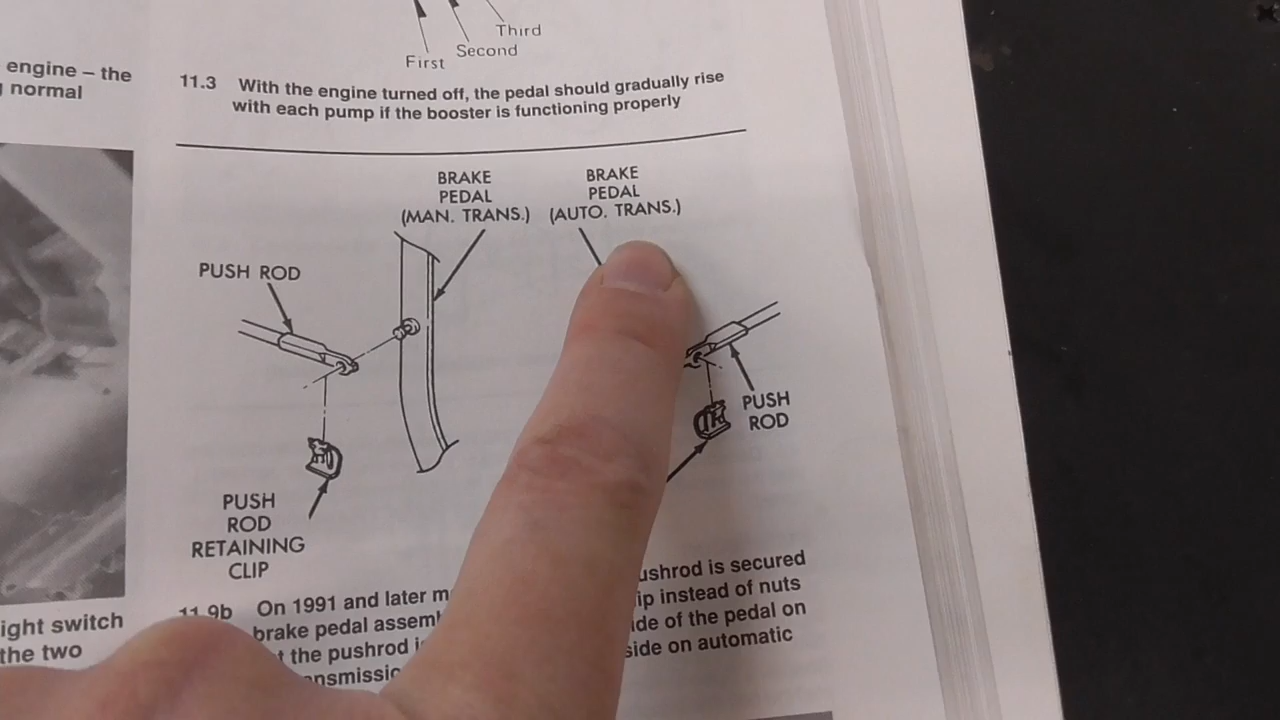 engine – the
normal
First
Second
Third
11.3 With the engine turned off, the pedal should gradually rise
with each pump if the booster is functioning properly
BRAKE
PEDAL
(MAN. TRANS.)
BRAKE
PEDAL
(AUTO. TRANS.)
PUSH ROD
PUSH
ROD
RETAINING
CLIP
PUSH
ROD
ight switch
the two
11.9b On 1991 and later m ushrod is secured
brake pedal assemb ip instead of nuts
t the pushrod i ide of the pedal on
nsmissio side on automatic